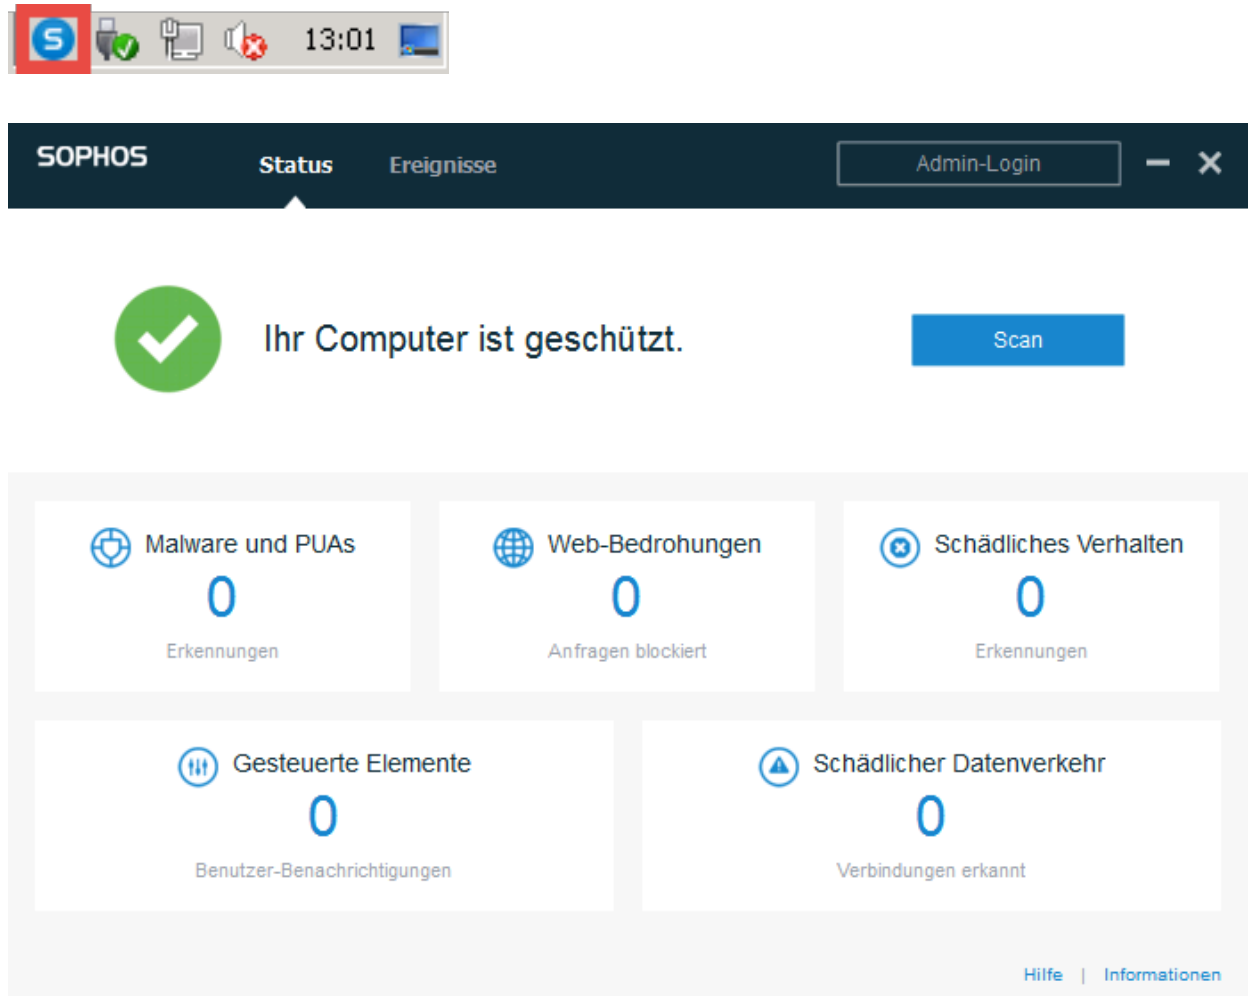 S
13:01
SOPHOS Status Ereignisse Admin-Login
Ihr Computer ist geschützt. Scan
Malware und PUAs
0
Erkennungen
Web-Bedrohungen
0
Anfragen blockiert
Schädliches Verhalten
0
Erkennungen
Gesteuerte Elemente
0
Benutzer-Benachrichtigungen
Schädlicher Datenverkehr
0
Verbindungen erkannt
Hilfe | Informationen